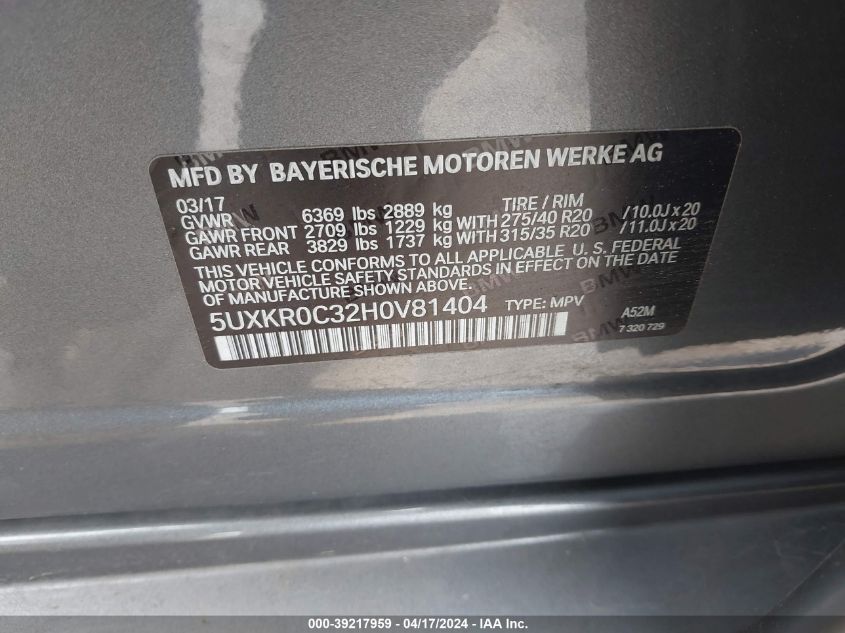 MFD BY BAYERISCHE MOTOREN WERKE AG
03/17 TIRE / RIM
GVWR 6369 lbs 2889 kg
GAWR FRONT 2709 lbs 1229 kg WITH 275/40 R20 /10.0J x 20
GAWR REAR 3829 lbs 1737 kg WITH 315/35 R20 /11.0J x 20
THIS VEHICLE CONFORMS TO ALL APPLICABLE U. S. FEDERAL
MOTOR VEHICLE SAFETY STANDARDS IN EFFECT ON THE DATE
OF MANUFACTURE SHOWN ABOVE.
5UXKR0C32H0V81404 TYPE: MPV A52M
7 320 729
000-39217959 - 04/17/2024 - IAAI, Inc.